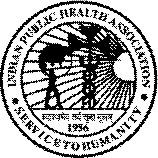 INDIAN PUBLIC HEALTH ASSOCIATION
1956
★ SERVICE TO HUMANITY ★